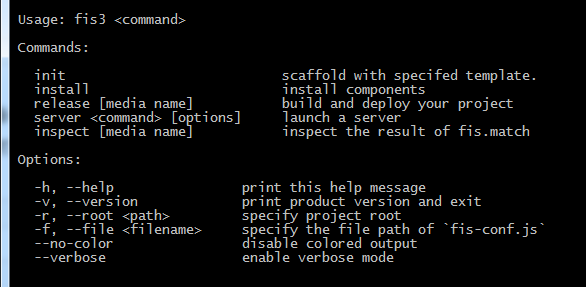 Usage: fis3 <command>
Commands:
init scaffold with specifed template.
install install components
release [media name] build and deploy your project
server <command> [options] launch a server
inspect [media name] inspect the result of fis.match
Options:
-h, --help print this help message
-v, --version print product version and exit
-r, --root <path> specify project root
-f, --file <filename> specify the file path of `fis-conf.js`
--no-color disable colored output
--verbose enable verbose mode